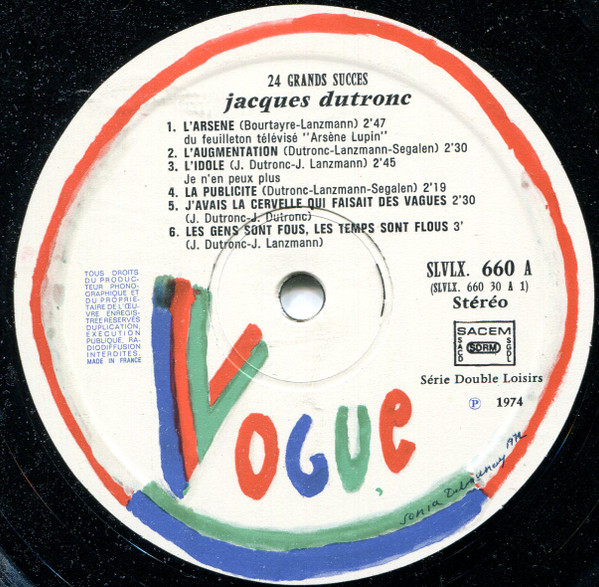 24 GRANDS SUCCES
jacques dutronc
1. L'ARSENE (Bourtayre-Lanzmann) 2'47
du feuilleton télévisé "Arsène Lupin"
2. L'AUGMENTATION (Dutronc-Lanzmann-Segalen) 2'30
3. L'IDOLE (J. Dutronc-J. Lanzmann) 2'45
Je n'en peux plus
4. LA PUBLICITE (Dutronc-Lanzmann-Segalen) 2'19
5. J'AVAIS LA CERVELLE QUI FAISAIT DES VAGUES 2'30
(J. Dutronc-J. Dutronc)
6. LES GENS SONT FOUS, LES TEMPS SONT FLOUS 3'
(J. Dutronc-J. Lanzmann)
SLVLX. 660 A
(SLVLX. 660 30 A 1)
Stéréo
TOUS DROITS
DU PRODUC-
TEUR PHONO-
GRAPHIQUE ET
DU PROPRIE-
TAIRE DE L'ŒU-
VRE ENREGIS-
TREE RESERVES
DUPLICATION,
EXECUTION
PUBLIQUE, RA-
DIODIFFUSION
INTERDITES.
MADE IN FRANCE
SACEM
SACD
SDRM
SGDL
Série Double Loisirs
℗ 1974
VOGUE
Sonia Delaunay